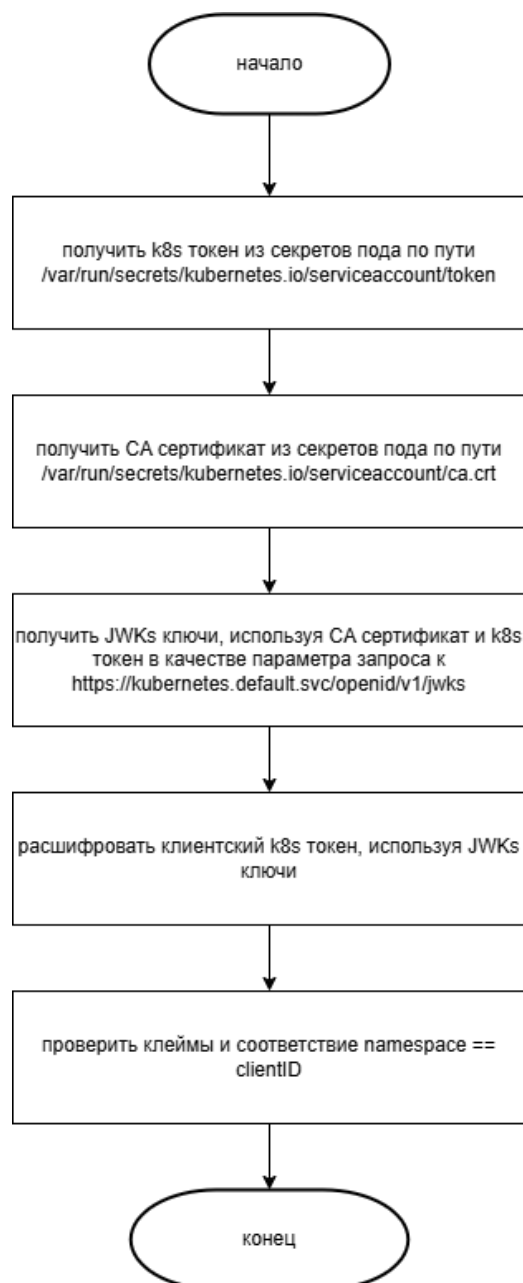 начало
получить k8s токен из секретов пода по пути
/var/run/secrets/kubernetes.io/serviceaccount/token
получить CA сертификат из секретов пода по пути
/var/run/secrets/kubernetes.io/serviceaccount/ca.crt
получить JWKs ключи, используя CA сертификат и k8s
токен в качестве параметра запроса к
https://kubernetes.default.svc/openid/v1/jwks
расшифровать клиентский k8s токен, используя JWKs
ключи
проверить клеймы и соответствие namespace ==
clientID
конец